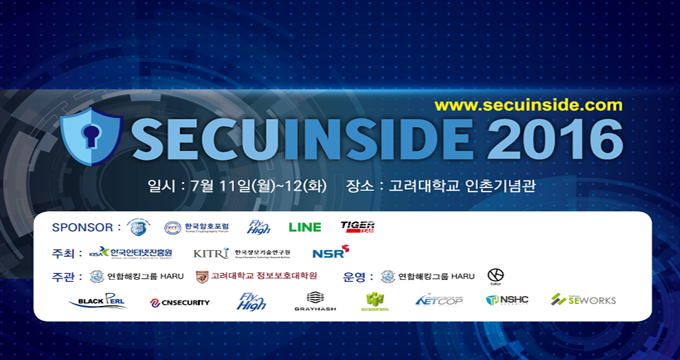 www.secuinside.com
SECUINSIDE 2016
일시 : 7월 11일(월)~12(화) 장소 : 고려대학교 인촌기념관
SPONSOR : 한국암호포럼 Fly High LINE TIGER TEAM
주최 : KISA 한국인터넷진흥원 KITRI 한국정보기술연구원 NSR
주관 : 연합해킹그룹 HARU 고려대학교 정보보호대학원 운영 : 연합해킹그룹 HARU
BLACK PERL CNSECURITY Fly High GRAYHASH NETCOP NSHC SEWORKS